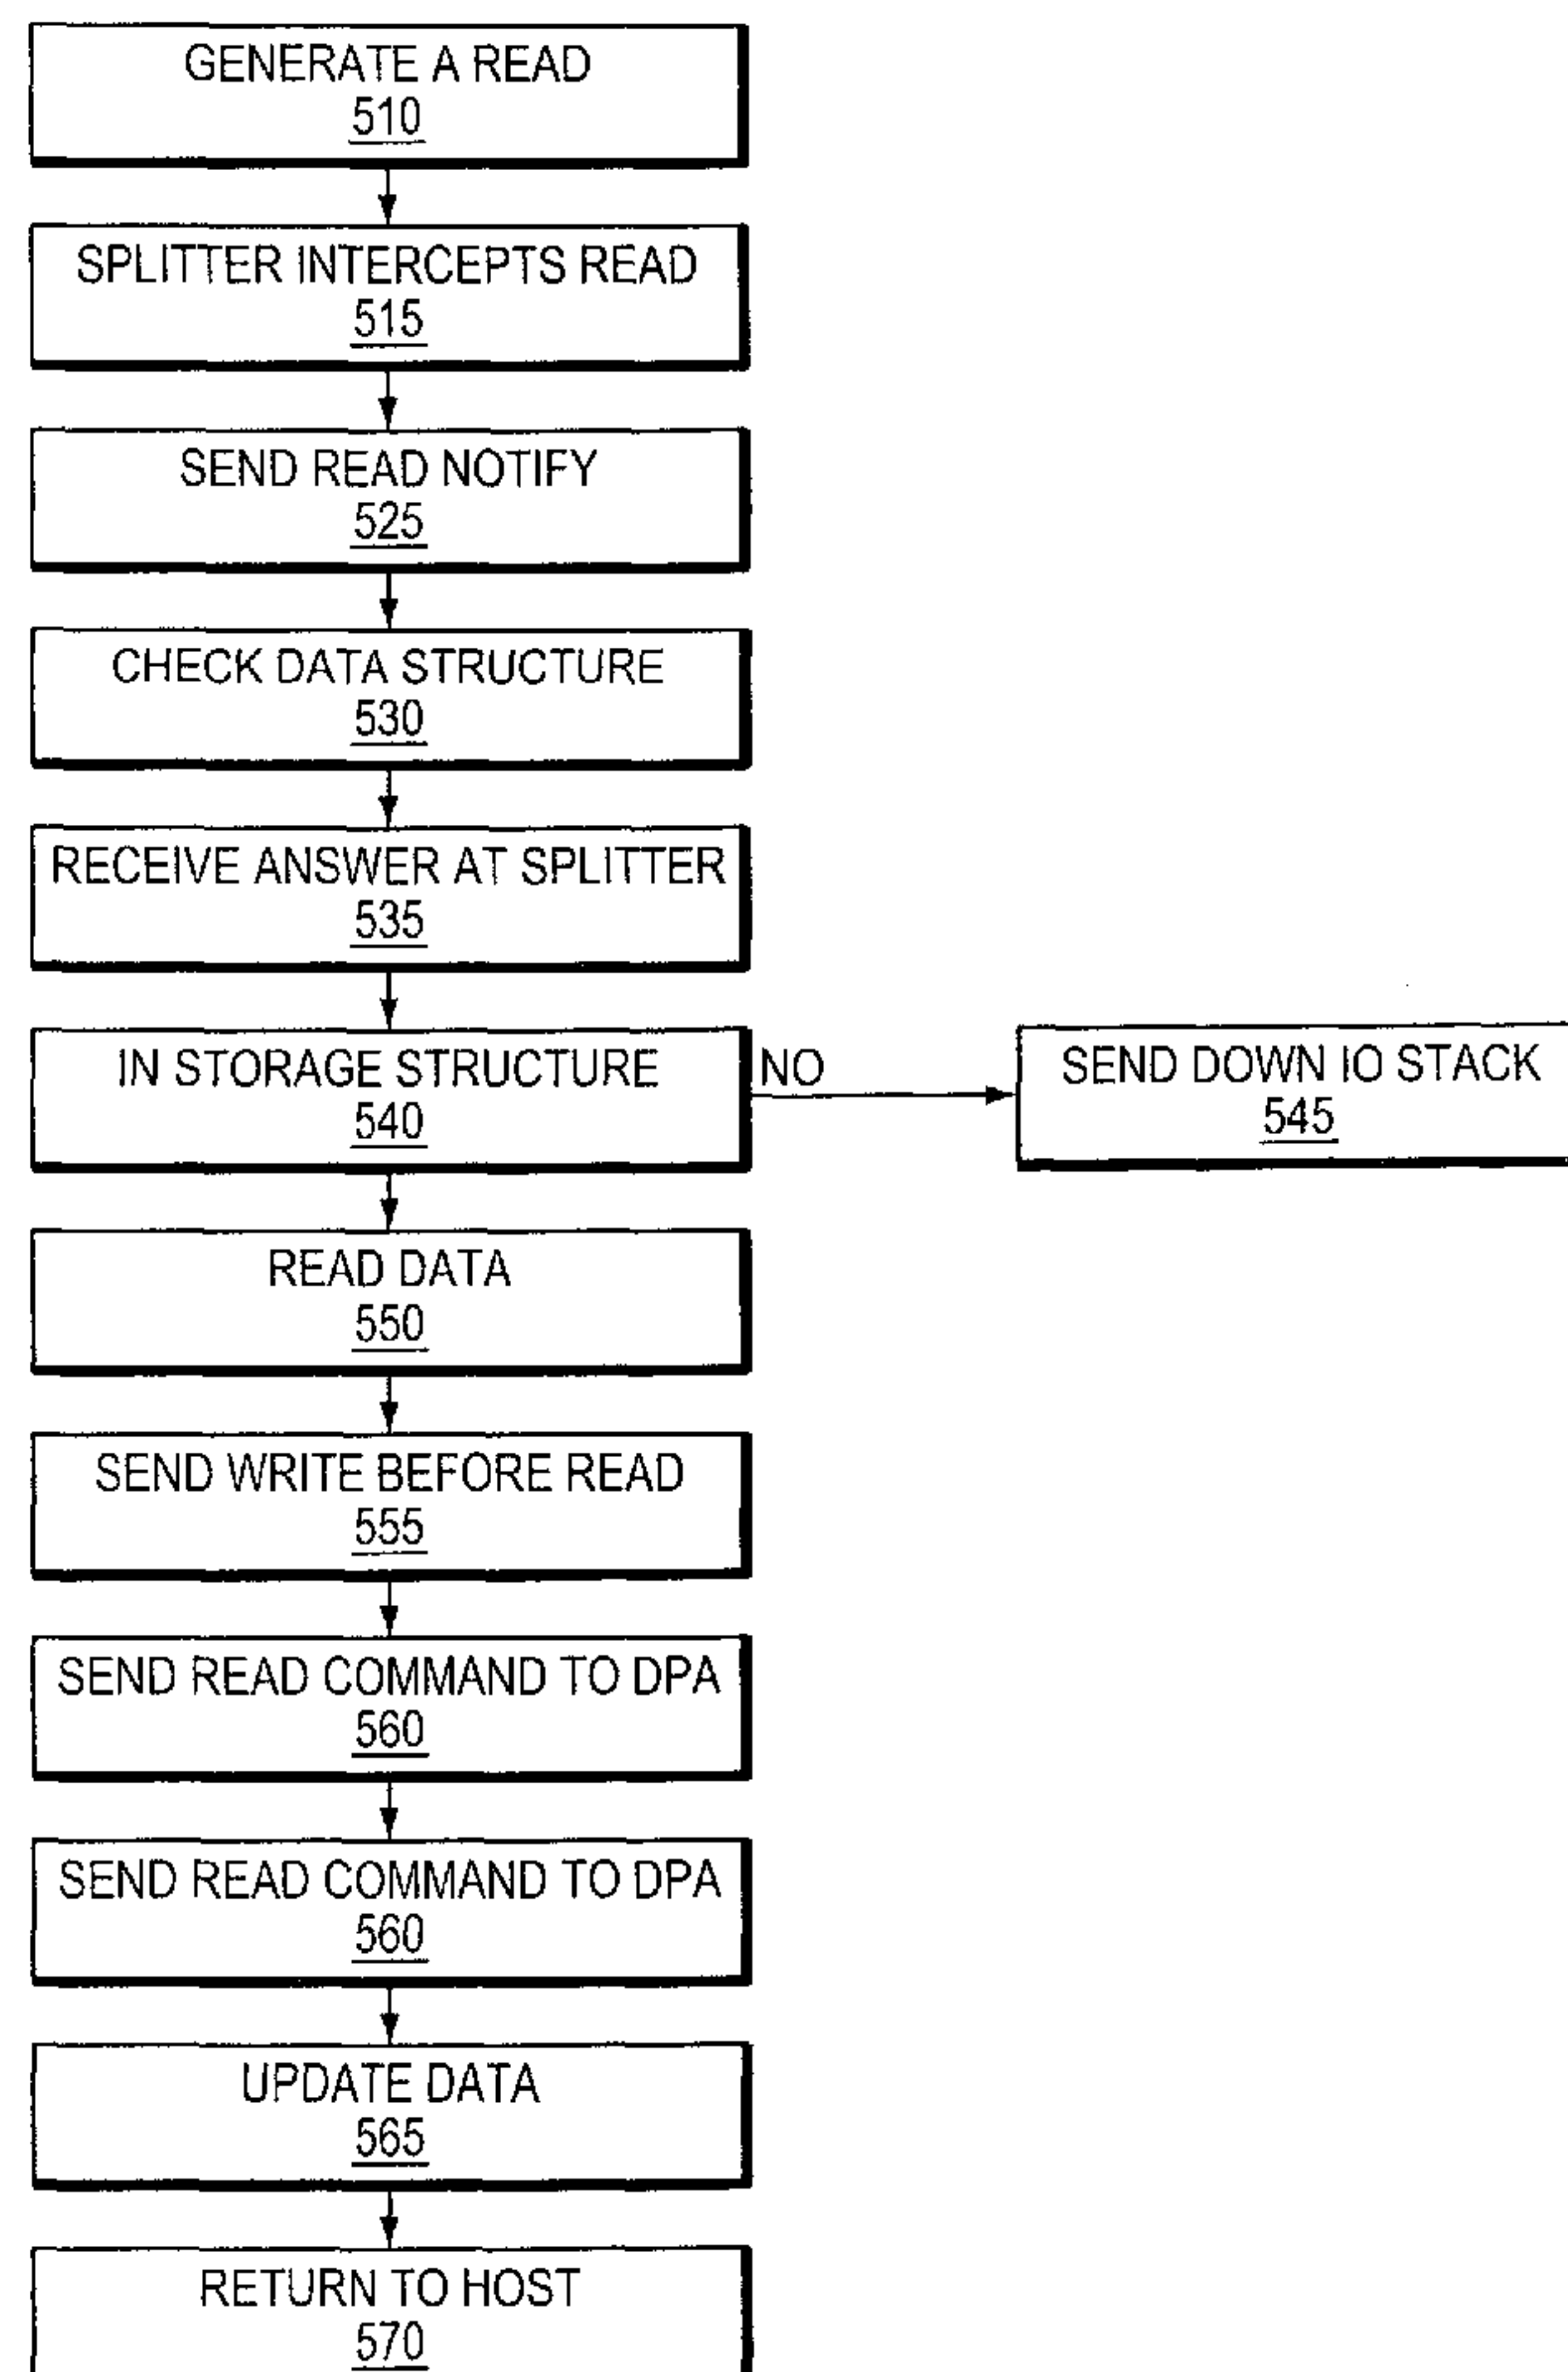 GENERATE A READ
510
SPLITTER INTERCEPTS READ
515
SEND READ NOTIFY
525
CHECK DATA STRUCTURE
530
RECEIVE ANSWER AT SPLITTER
535
IN STORAGE STRUCTURE
540
NO
SEND DOWN IO STACK
545
READ DATA
550
SEND WRITE BEFORE READ
555
SEND READ COMMAND TO DPA
560
SEND READ COMMAND TO DPA
560
UPDATE DATA
565
RETURN TO HOST
570